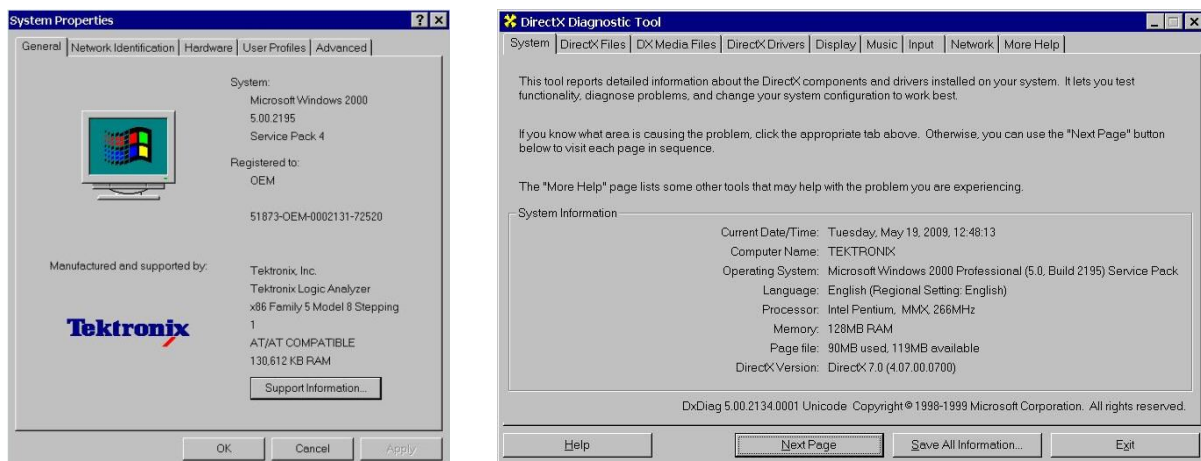 System Properties
General Network Identification Hardware User Profiles Advanced
System:
Microsoft Windows 2000
5.00.2195
Service Pack 4
Registered to:
OEM
51873-OEM-0002131-72520
Manufactured and supported by:
Tektronix
Tektronix, Inc.
Tektronix Logic Analyzer
x86 Family 5 Model 8 Stepping
1
AT/AT COMPATIBLE
130,612 KB RAM
Support Information...
OK Cancel Apply
DirectX Diagnostic Tool
System DirectX Files DX Media Files DirectX Drivers Display Music Input Network More Help
This tool reports detailed information about the DirectX components and drivers installed on your system. It lets you test
functionality, diagnose problems, and change your system configuration to work best.
If you know what area is causing the problem, click the appropriate tab above. Otherwise, you can use the "Next Page" button
below to visit each page in sequence.
The "More Help" page lists some other tools that may help with the problem you are experiencing.
System Information
Current Date/Time: Tuesday, May 19, 2009, 12:48:13
Computer Name: TEKTRONIX
Operating System: Microsoft Windows 2000 Professional (5.0, Build 2195) Service Pack
Language: English (Regional Setting: English)
Processor: Intel Pentium, MMX, 266MHz
Memory: 128MB RAM
Page file: 90MB used, 119MB available
DirectX Version: DirectX 7.0 (4.07.00.0700)
DxDiag 5.00.2134.0001 Unicode Copyright © 1998-1999 Microsoft Corporation. All rights reserved.
Help Next Page Save All Information... Exit